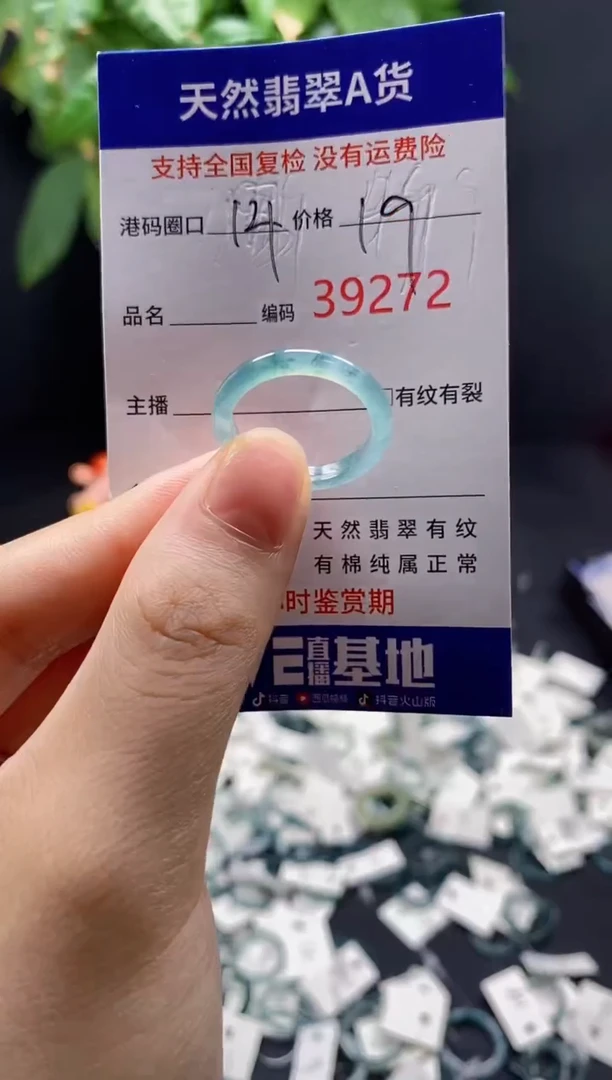 天然翡翠A货
支持全国复检 没有运费险
港码圈口 14 价格 19
品名 编码 39272
主播 有纹有裂
天然翡翠有纹
有棉纯属正常
时鉴赏期
直播基地
抖音 抖音火山版